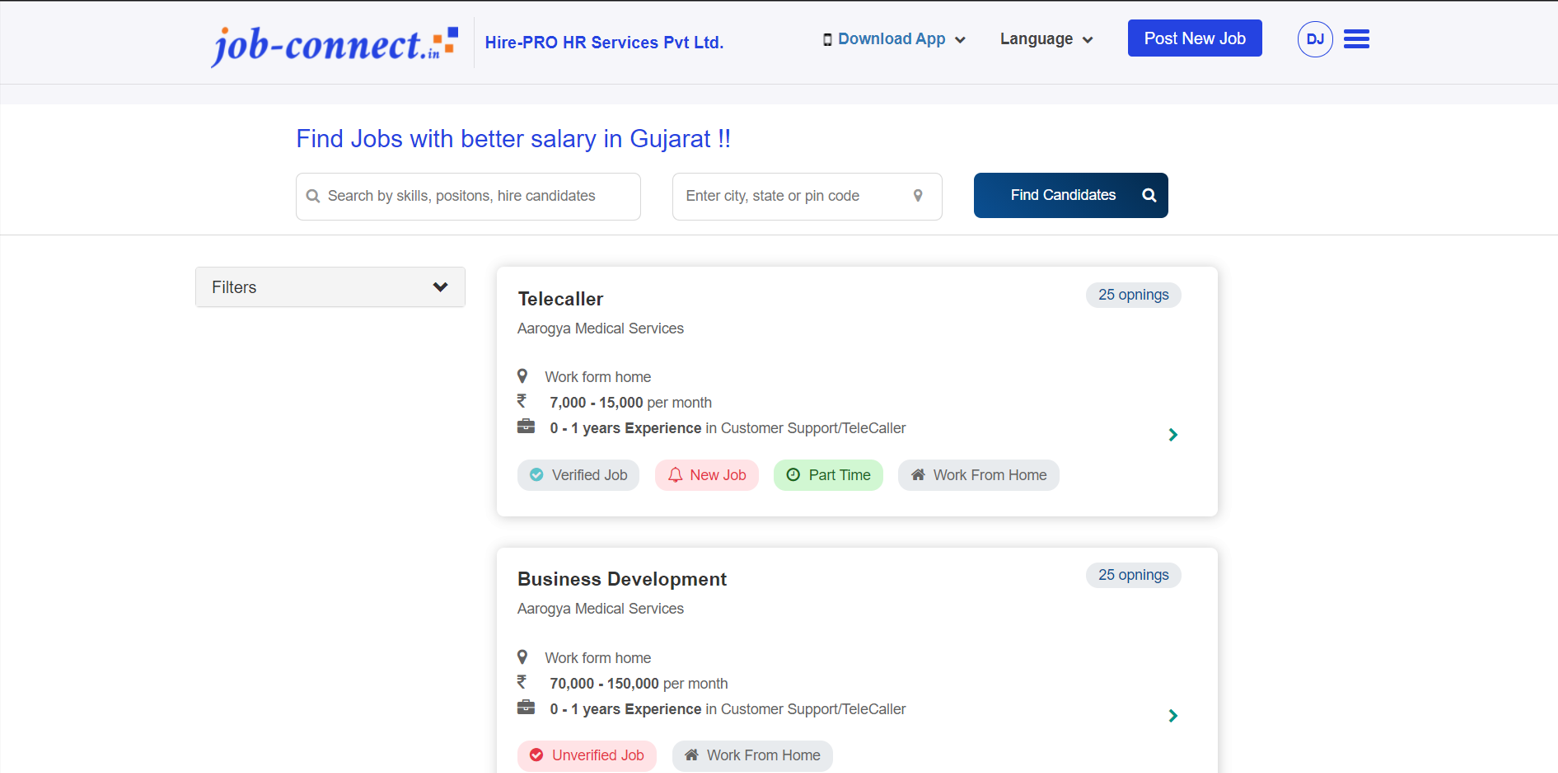 job-connect.in
Hire-PRO HR Services Pvt Ltd.
Download App
Language
Post New Job
DJ
Find Jobs with better salary in Gujarat !!
Search by skills, positons, hire candidates
Enter city, state or pin code
Find Candidates
Filters
Telecaller
25 opnings
Aarogya Medical Services
Work form home
₹ 7,000 - 15,000 per month
0 - 1 years Experience in Customer Support/TeleCaller
Verified Job
New Job
Part Time
Work From Home
Business Development
25 opnings
Aarogya Medical Services
Work form home
₹ 70,000 - 150,000 per month
0 - 1 years Experience in Customer Support/TeleCaller
Unverified Job
Work From Home